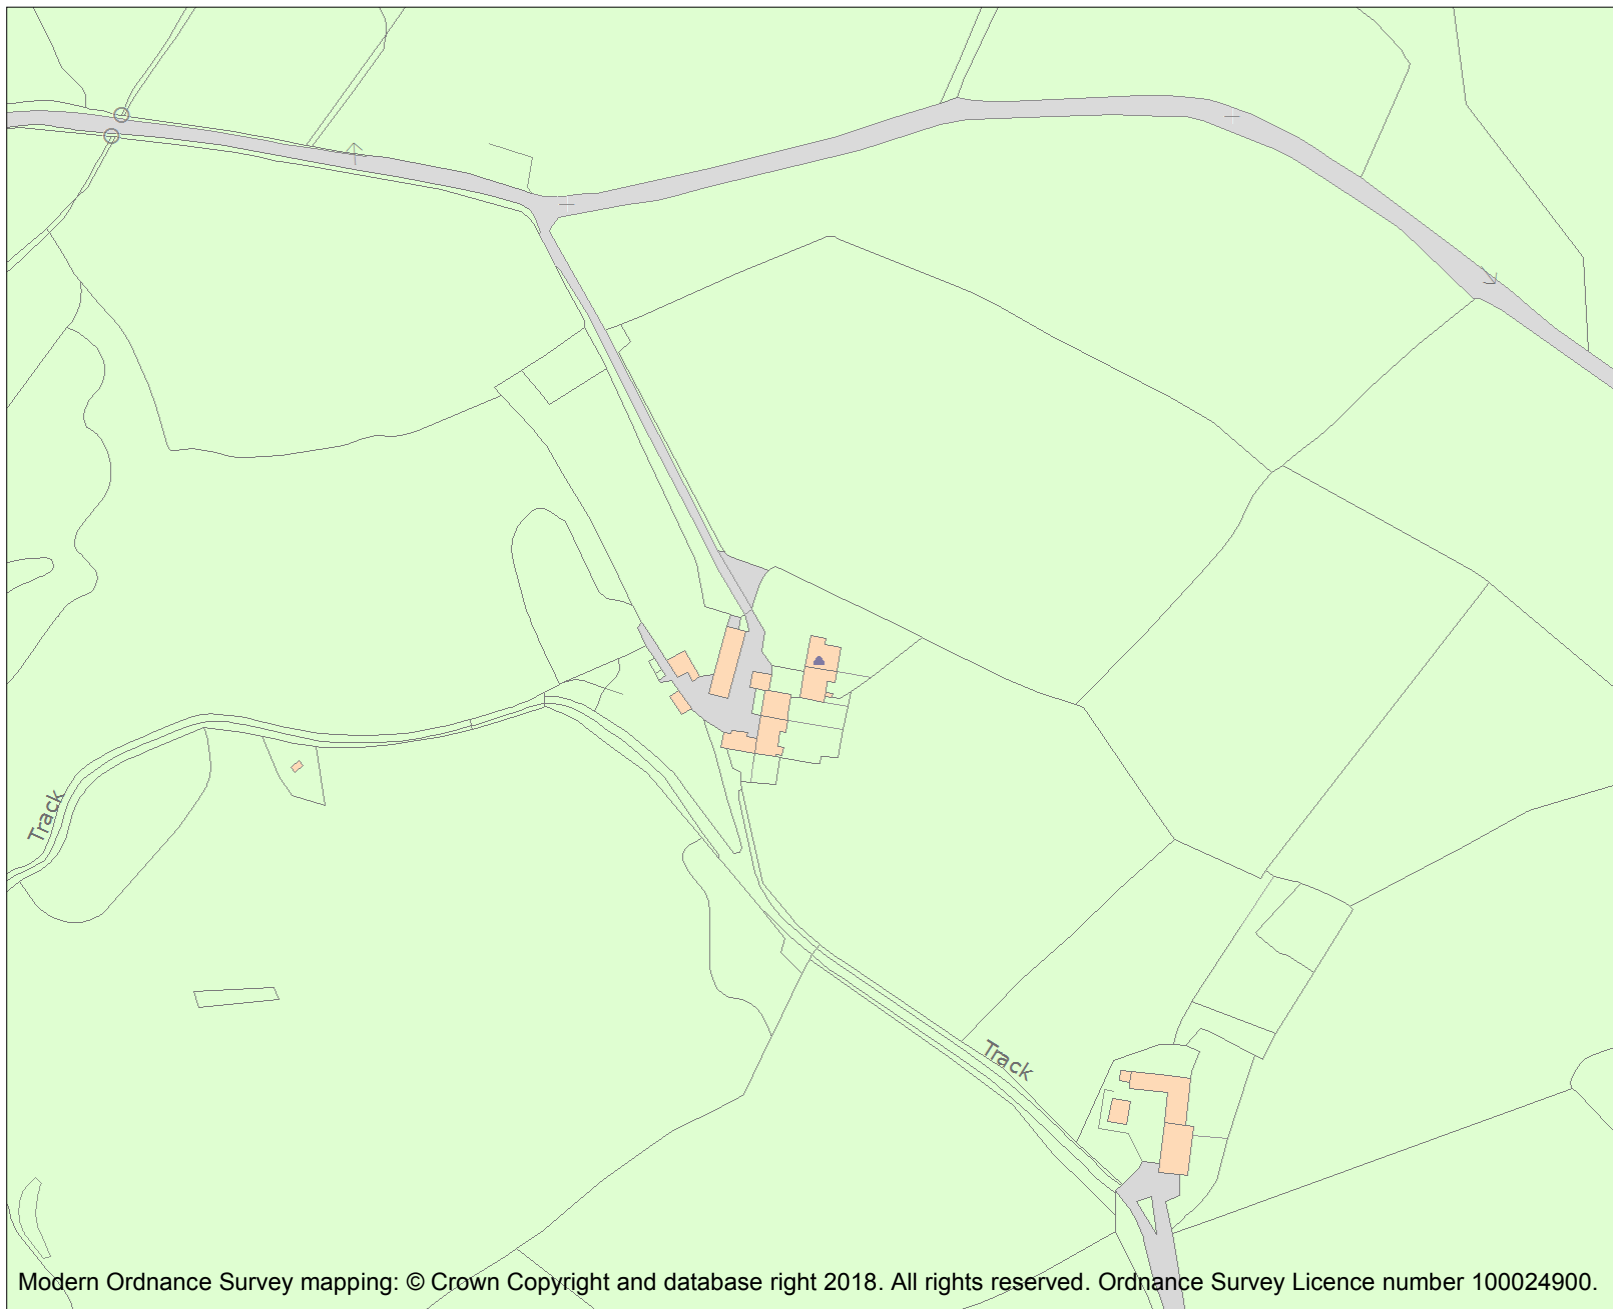 Track
Track
Modern Ordnance Survey mapping: © Crown Copyright and database right 2018. All rights reserved. Ordnance Survey Licence number 100024900.